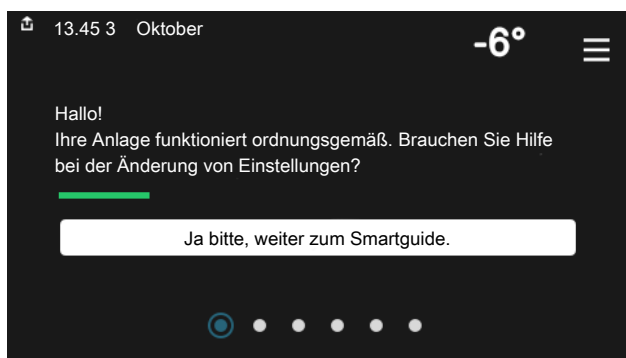 13.45 3 Oktober
-6°
Hallo!
Ihre Anlage funktioniert ordnungsgemäß. Brauchen Sie Hilfe
bei der Änderung von Einstellungen?
Ja bitte, weiter zum Smartguide.